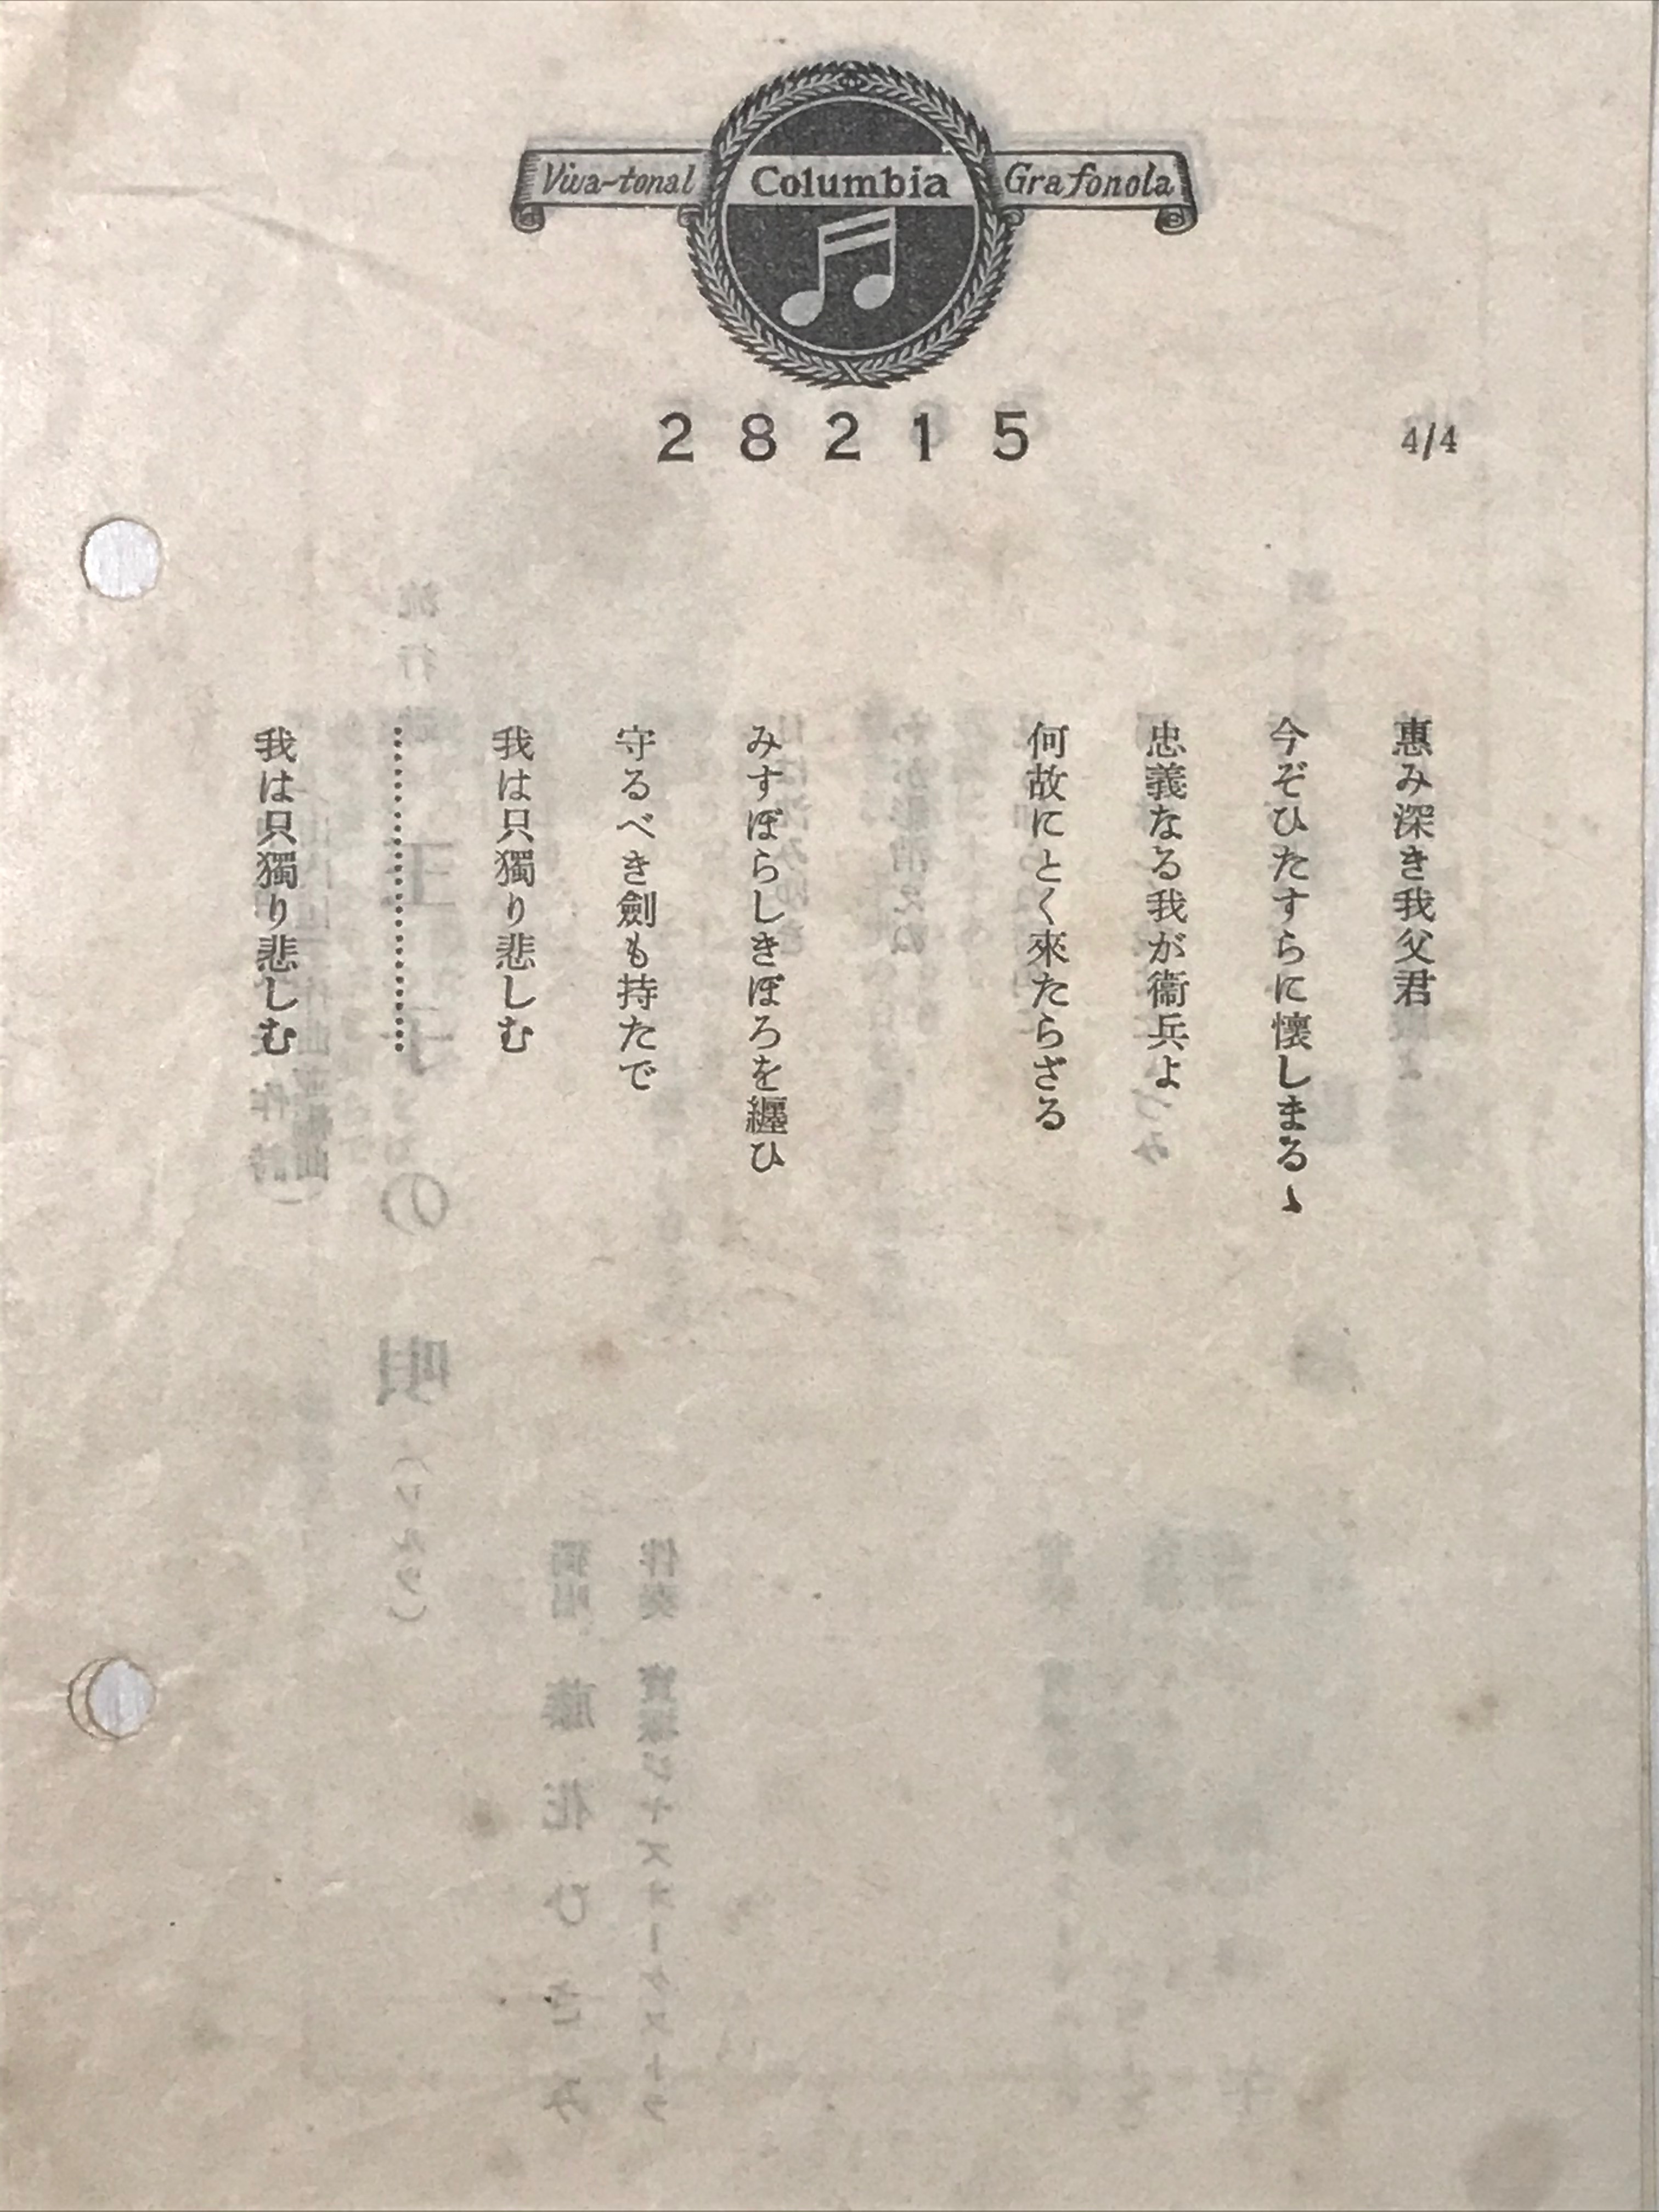 Viva-tonal Columbia Grafonola
28215
4/4
惠み深き我父君
今ぞひたすらに懷しまるゝ
忠義なる我が衞兵よ
何故にとく來たらざる
みすぼらしきぼろを纒ひ
守るべき劍も持たで
我は只獨り悲しむ
………………………
我は只獨り悲しむ